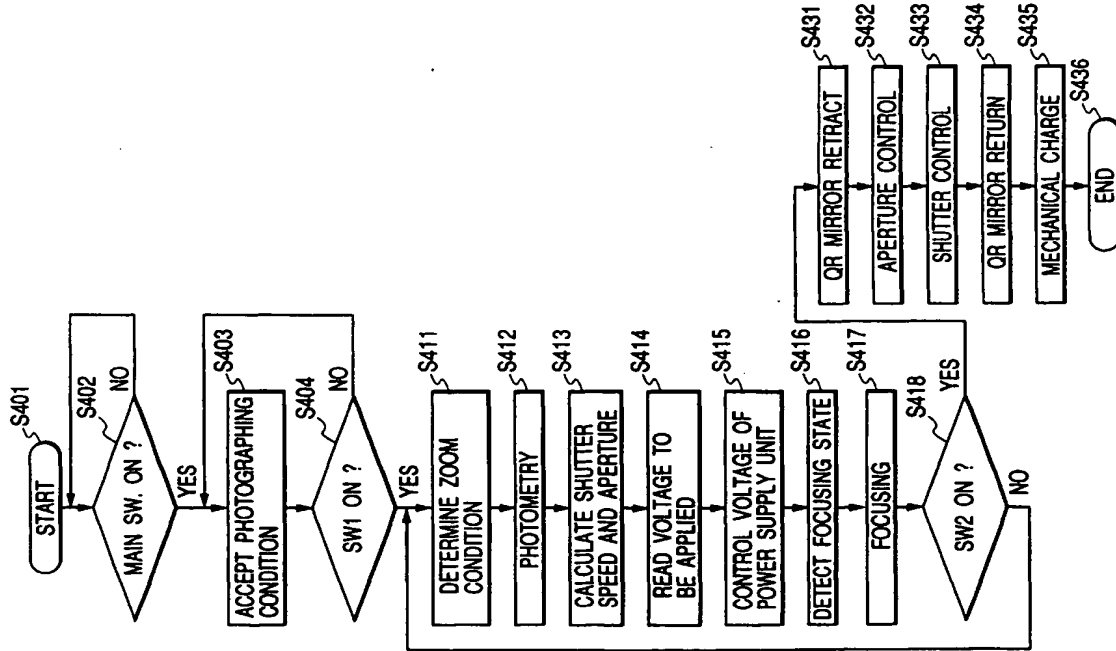 START
S401
MAIN SW. ON ?
S402
NO
YES
ACCEPT PHOTOGRAPHING
CONDITION
S403
SW1 ON ?
S404
NO
YES
DETERMINE ZOOM
CONDITION
S411
PHOTOMETRY
S412
CALCULATE SHUTTER
SPEED AND APERTURE
S413
READ VOLTAGE TO
BE APPLIED
S414
CONTROL VOLTAGE OF
POWER SUPPLY UNIT
S415
DETECT FOCUSING STATE
S416
FOCUSING
S417
SW2 ON ?
S418
YES
NO
QR MIRROR RETRACT
S431
APERTURE CONTROL
S432
SHUTTER CONTROL
S433
QR MIRROR RETURN
S434
MECHANICAL CHARGE
S435
END
S436